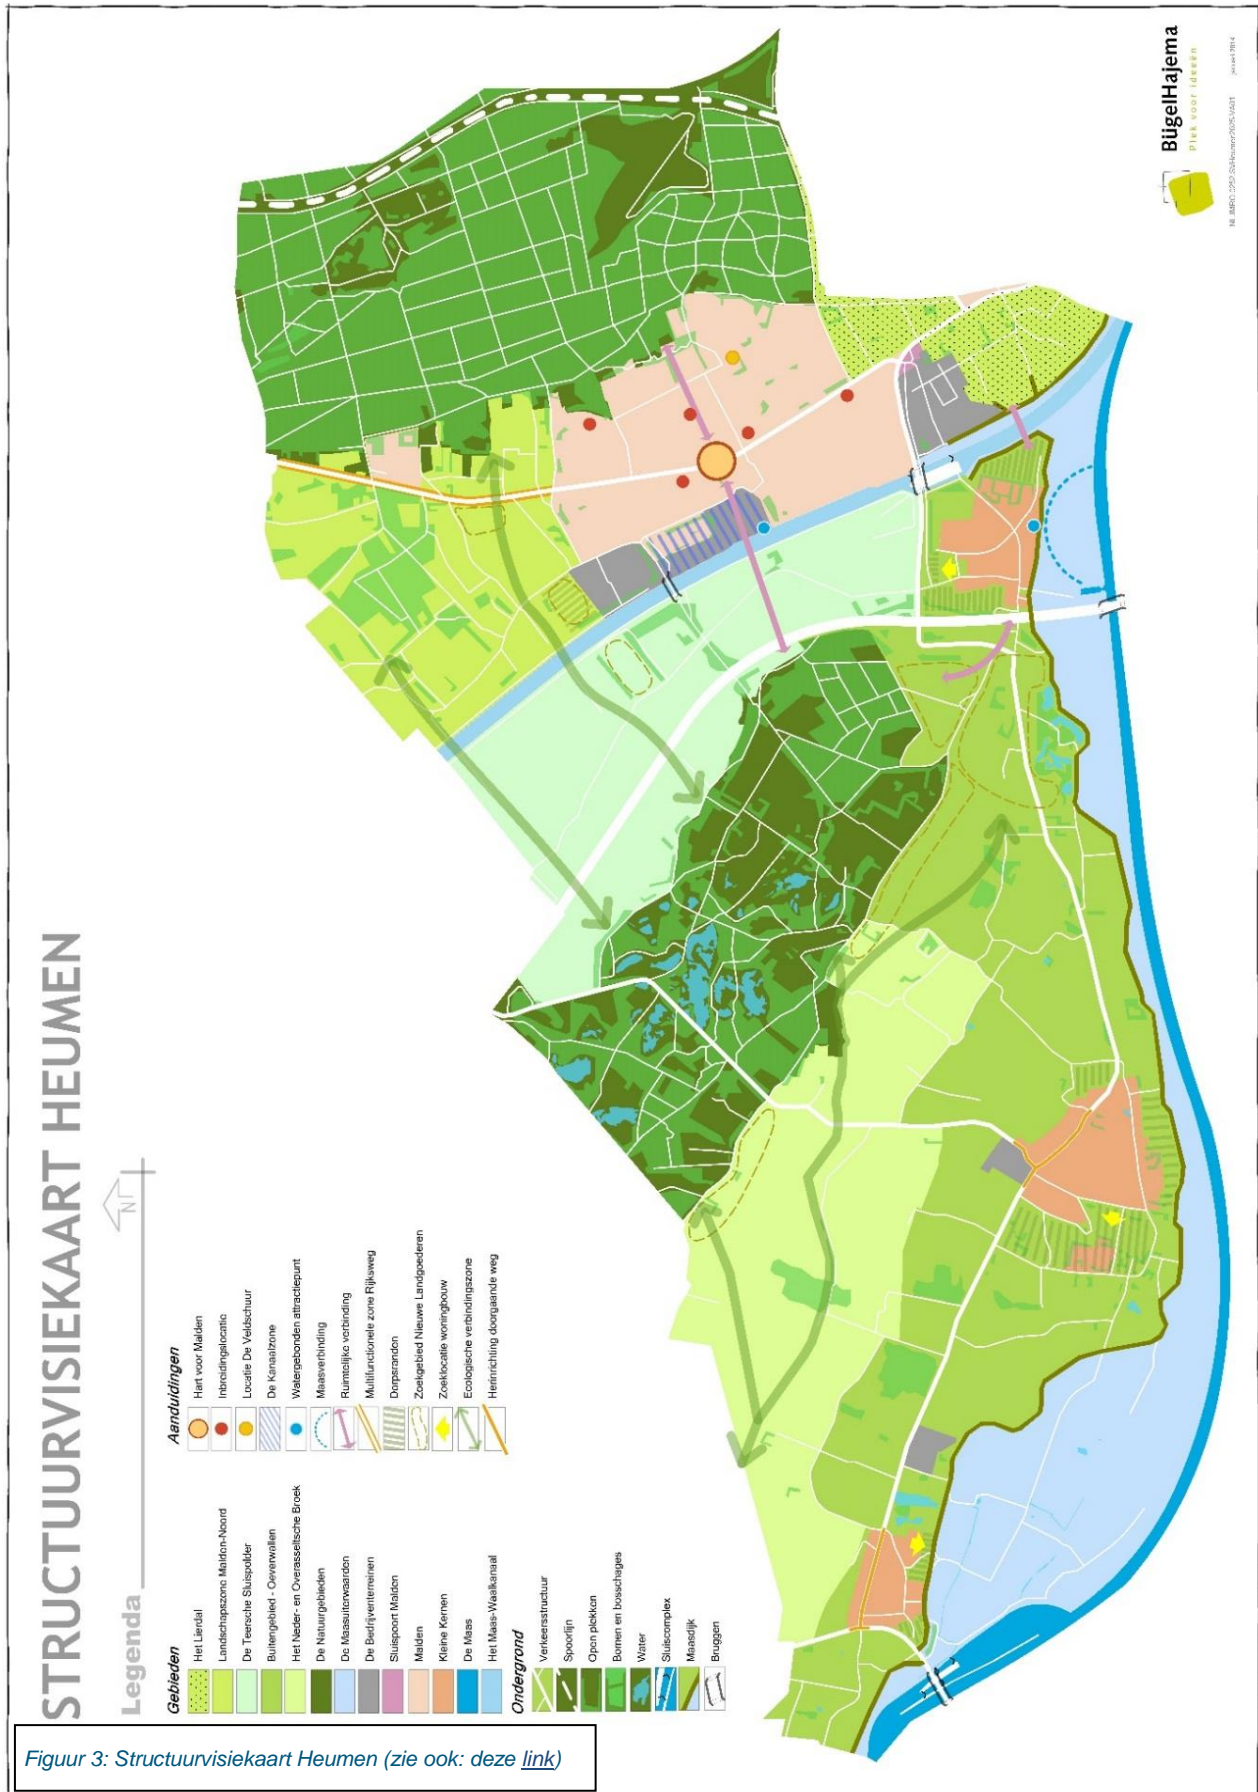 STRUCTUURVISIEKAART HEUMEN
Legenda
N
Gebieden
Het Lierdal
Landschapszone Malden-Noord
De Teersche Sluispolder
Buitengebied - Oeverwallen
Het Neder- en Overasseltsche Broek
De Natuurgebieden
De Maasuiterwaarden
De Bedrijventerreinen
Sluispoort Malden
Malden
Kleine Kernen
De Maas
Het Maas-Waalkanaal
Ondergrond
Verkeersstructuur
Spoorlijn
Open plekken
Bomen en bosschages
Water
Sluiscomplex
Maasdijk
Bruggen
Aanduidingen
Hart voor Malden
Inbreidingslocatie
Locatie De Veldschuur
De Kanaalzone
Watergebonden attractiepunt
Maasverbinding
Ruimtelijke verbinding
Multifunctionele zone Rijksweg
Dorpsranden
Zoekgebied Nieuwe Landgoederen
Zoeklocatie woningbouw
Ecologische verbindingszone
Herinrichting doorgaande weg
BügelHajema
Plek voor ideeën
Figuur 3: Structuurvisiekaart Heumen (zie ook: deze link)